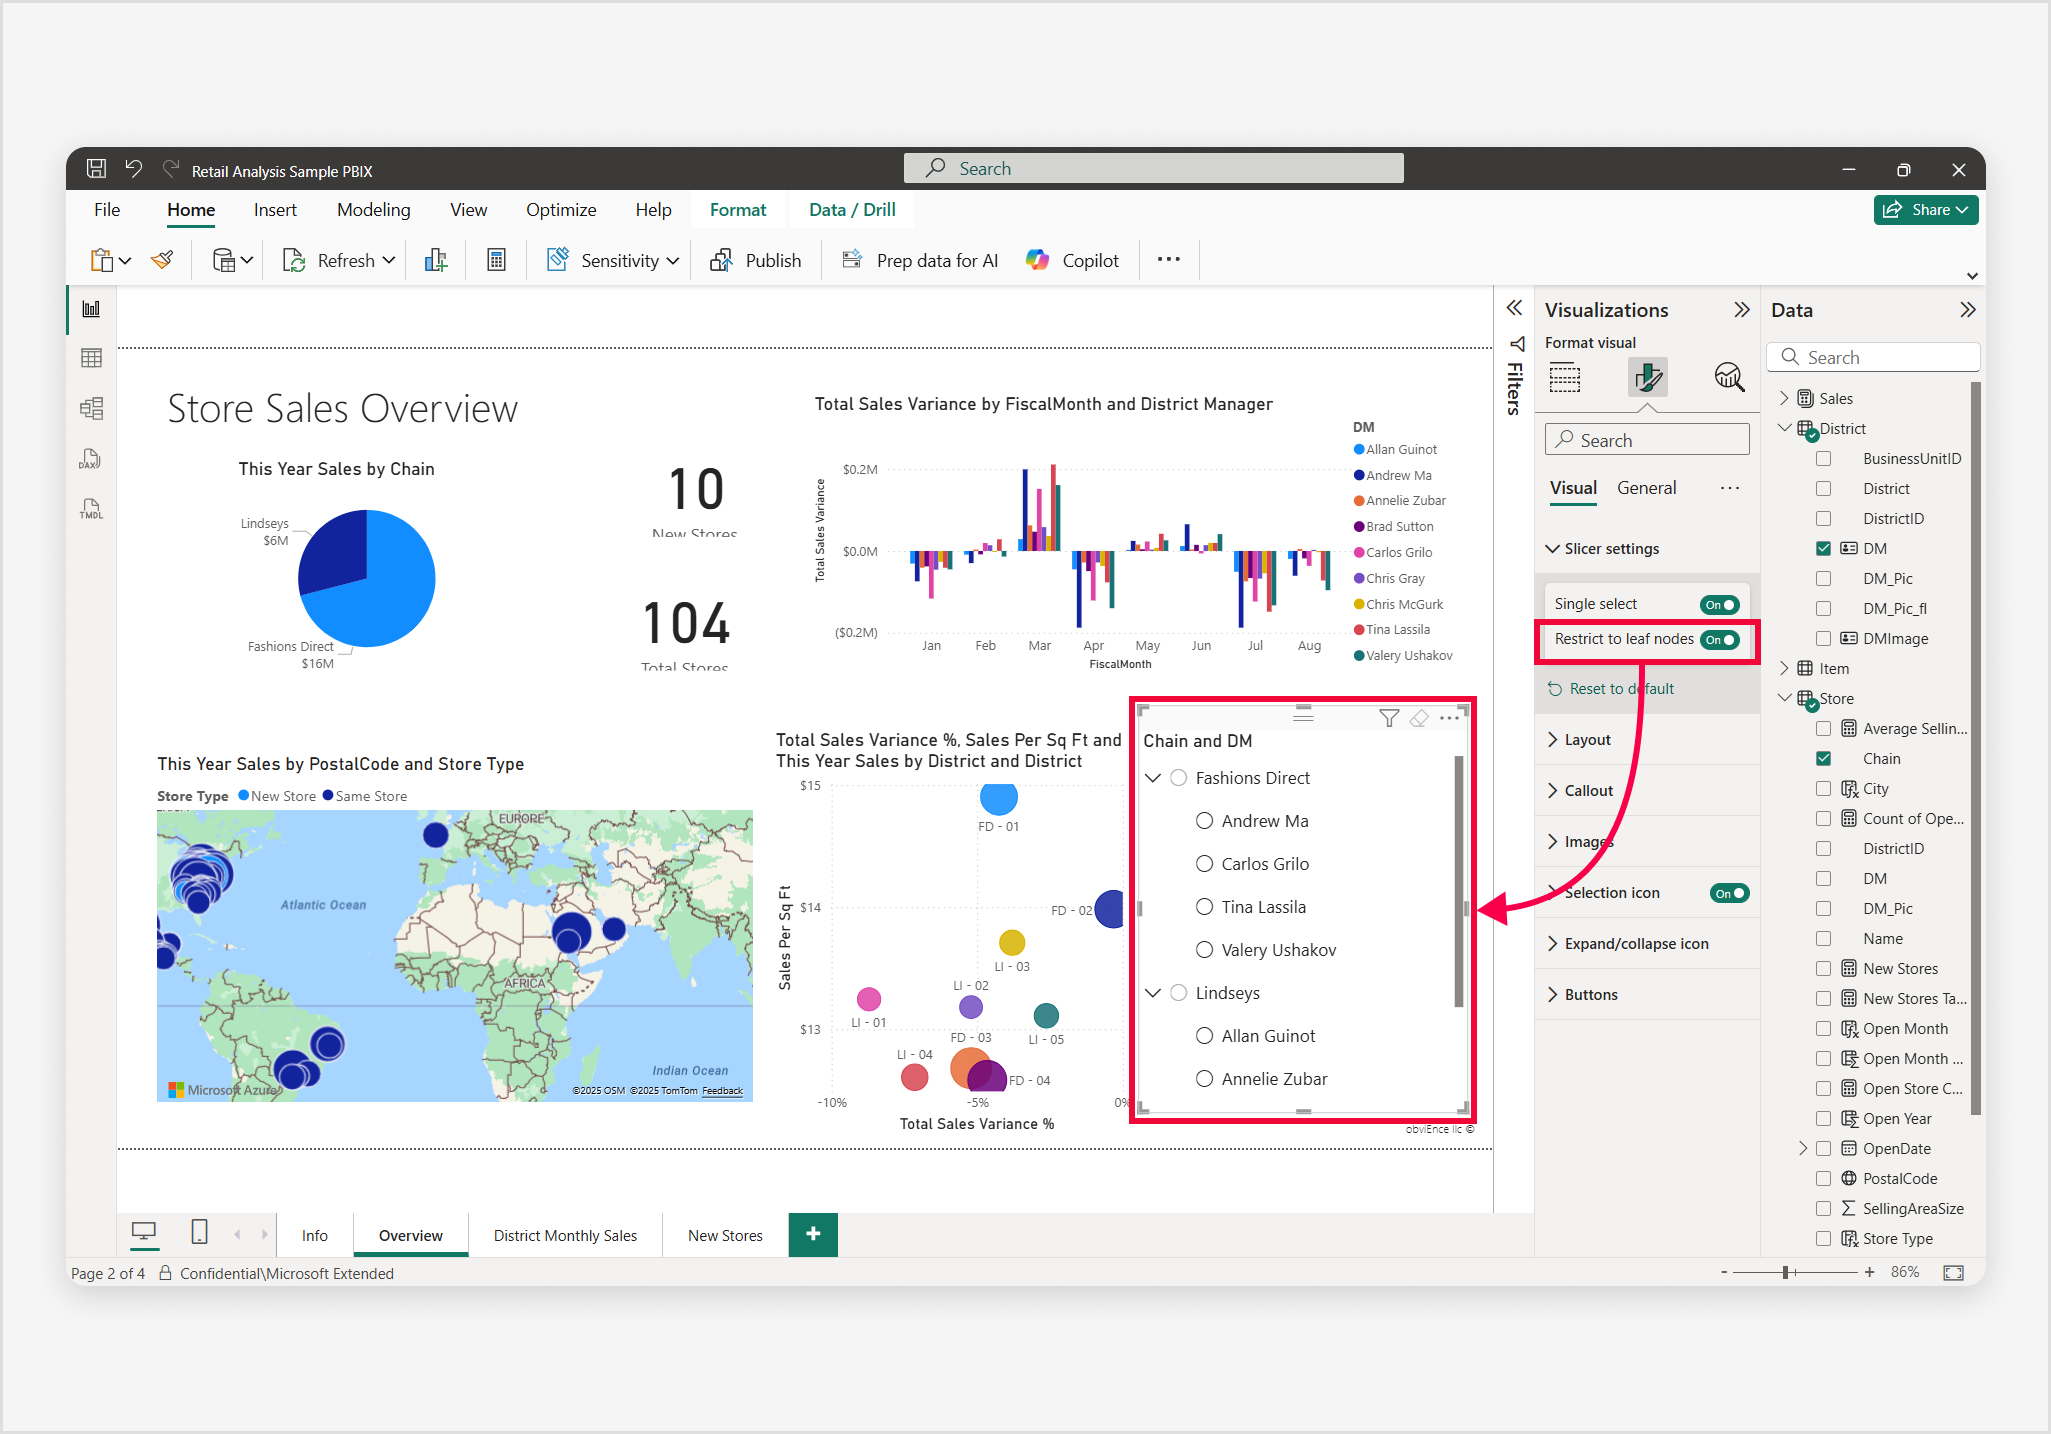 Retail Analysis Sample PBIX
Search
File Home Insert Modeling View Optimize Help Format Data / Drill
Share
Refresh
Sensitivity
Publish
Prep data for AI
Copilot
DAX
TMDL
Store Sales Overview
This Year Sales by Chain
Lindseys
$6M
Fashions Direct
$16M
10
New Stores
104
Total Stores
Total Sales Variance by FiscalMonth and District Manager
Total Sales Variance
$0.2M
$0.0M
($0.2M)
Jan Feb Mar Apr May Jun Jul Aug
FiscalMonth
DM
Allan Guinot
Andrew Ma
Annelie Zubar
Brad Sutton
Carlos Grilo
Chris Gray
Chris McGurk
Tina Lassila
Valery Ushakov
This Year Sales by PostalCode and Store Type
Store Type New Store Same Store
EUROPE
Atlantic Ocean
AFRICA
Indian Ocean
Microsoft Azure
©2025 OSM ©2025 TomTom Feedback
Total Sales Variance %, Sales Per Sq Ft and
This Year Sales by District and District
Sales Per Sq Ft
$15
$14
$13
FD - 01
FD - 02
LI - 03
LI - 02
LI - 01
FD - 03
LI - 05
LI - 04
FD - 04
-10% -5% 0%
Total Sales Variance %
Chain and DM
Fashions Direct
Andrew Ma
Carlos Grilo
Tina Lassila
Valery Ushakov
Lindseys
Allan Guinot
Annelie Zubar
obviEnce llc ©
Filters
Visualizations
Format visual
Search
Visual General
Slicer settings
Single select On
Restrict to leaf nodes On
Reset to default
Layout
Callout
Images
Selection icon On
Expand/collapse icon
Buttons
Data
Search
Sales
District
BusinessUnitID
District
DistrictID
DM
DM_Pic
DM_Pic_fl
DMImage
Item
Store
Average Sellin...
Chain
City
Count of Ope...
DistrictID
DM
DM_Pic
Name
New Stores
New Stores Ta...
Open Month
Open Month ...
Open Store C...
Open Year
OpenDate
PostalCode
SellingAreaSize
Store Type
Info Overview District Monthly Sales New Stores +
Page 2 of 4 Confidential\Microsoft Extended
- + 86%